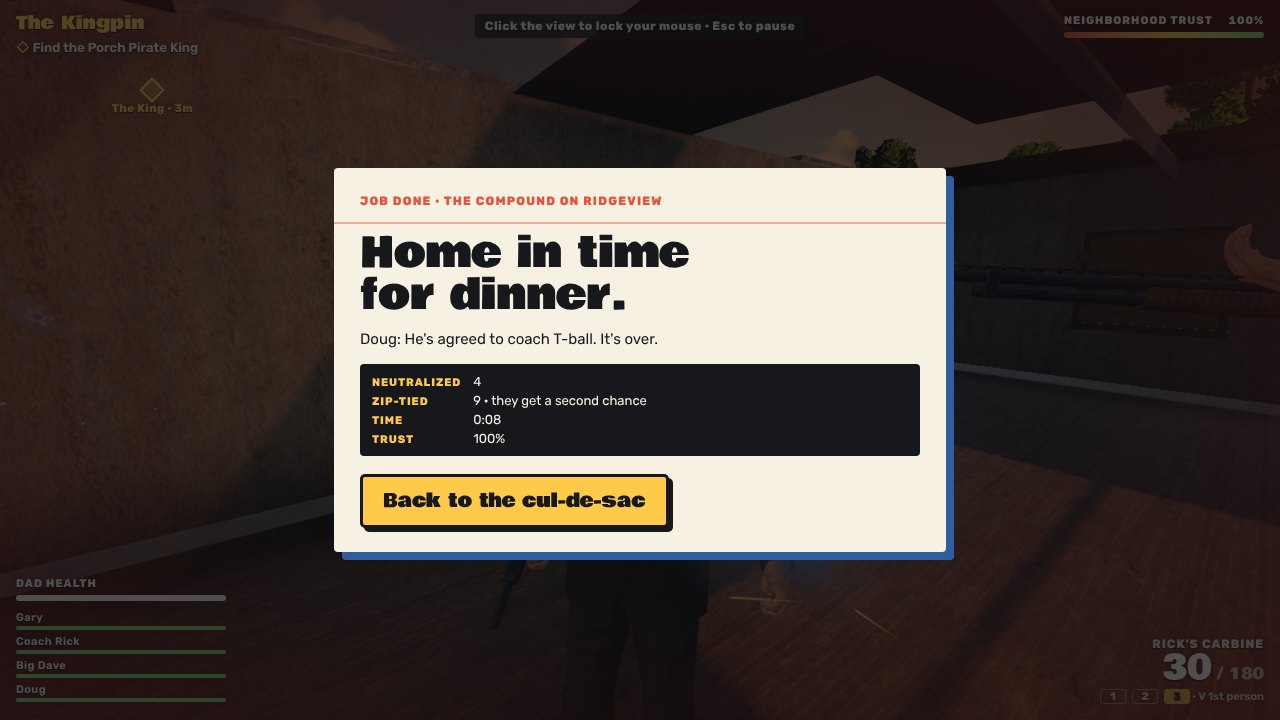 The Kingpin
Find the Porch Pirate King
Click the view to lock your mouse • Esc to pause
NEIGHBORHOOD TRUST 100%
The King • 3m
JOB DONE • THE COMPOUND ON RIDGEVIEW
Home in time
for dinner.
Doug: He's agreed to coach T-ball. It's over.
NEUTRALIZED 4
ZIP-TIED 9 • they get a second chance
TIME 0:08
TRUST 100%
Back to the cul-de-sac
DAD HEALTH
Gary
Coach Rick
Big Dave
Doug
RICK'S CARBINE
30 / 180
1 2 3 • V 1st person